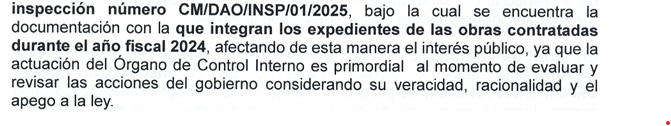 inspección número CM/DAO/INSP/01/2025, bajo la cual se encuentra la
documentación con la que integran los expedientes de las obras contratadas
durante el año fiscal 2024, afectando de esta manera el interés público, ya que la
actuación del Órgano de Control Interno es primordial al momento de evaluar y
revisar las acciones del gobierno considerando su veracidad, racionalidad y el
apego a la ley.